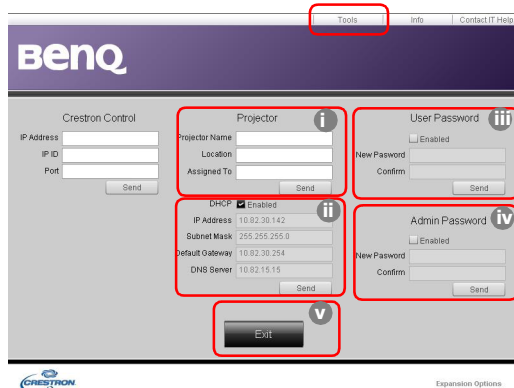 Tools Info Contact IT Help
BenQ
Crestron Control
IP Address
IP ID
Port
Send
Projector
i
Projector Name
Location
Assigned To
Send
DHCP Enabled
ii
IP Address 10.82.30.142
Subnet Mask 255.255.255.0
Default Gateway 10.82.30.254
DNS Server 10.82.15.15
Send
User Password
iii
Enabled
New Pasword
Confirm
Send
Admin Password
iv
Enabled
New Pasword
Confirm
Send
v
Exit
CRESTRON
Expansion Options